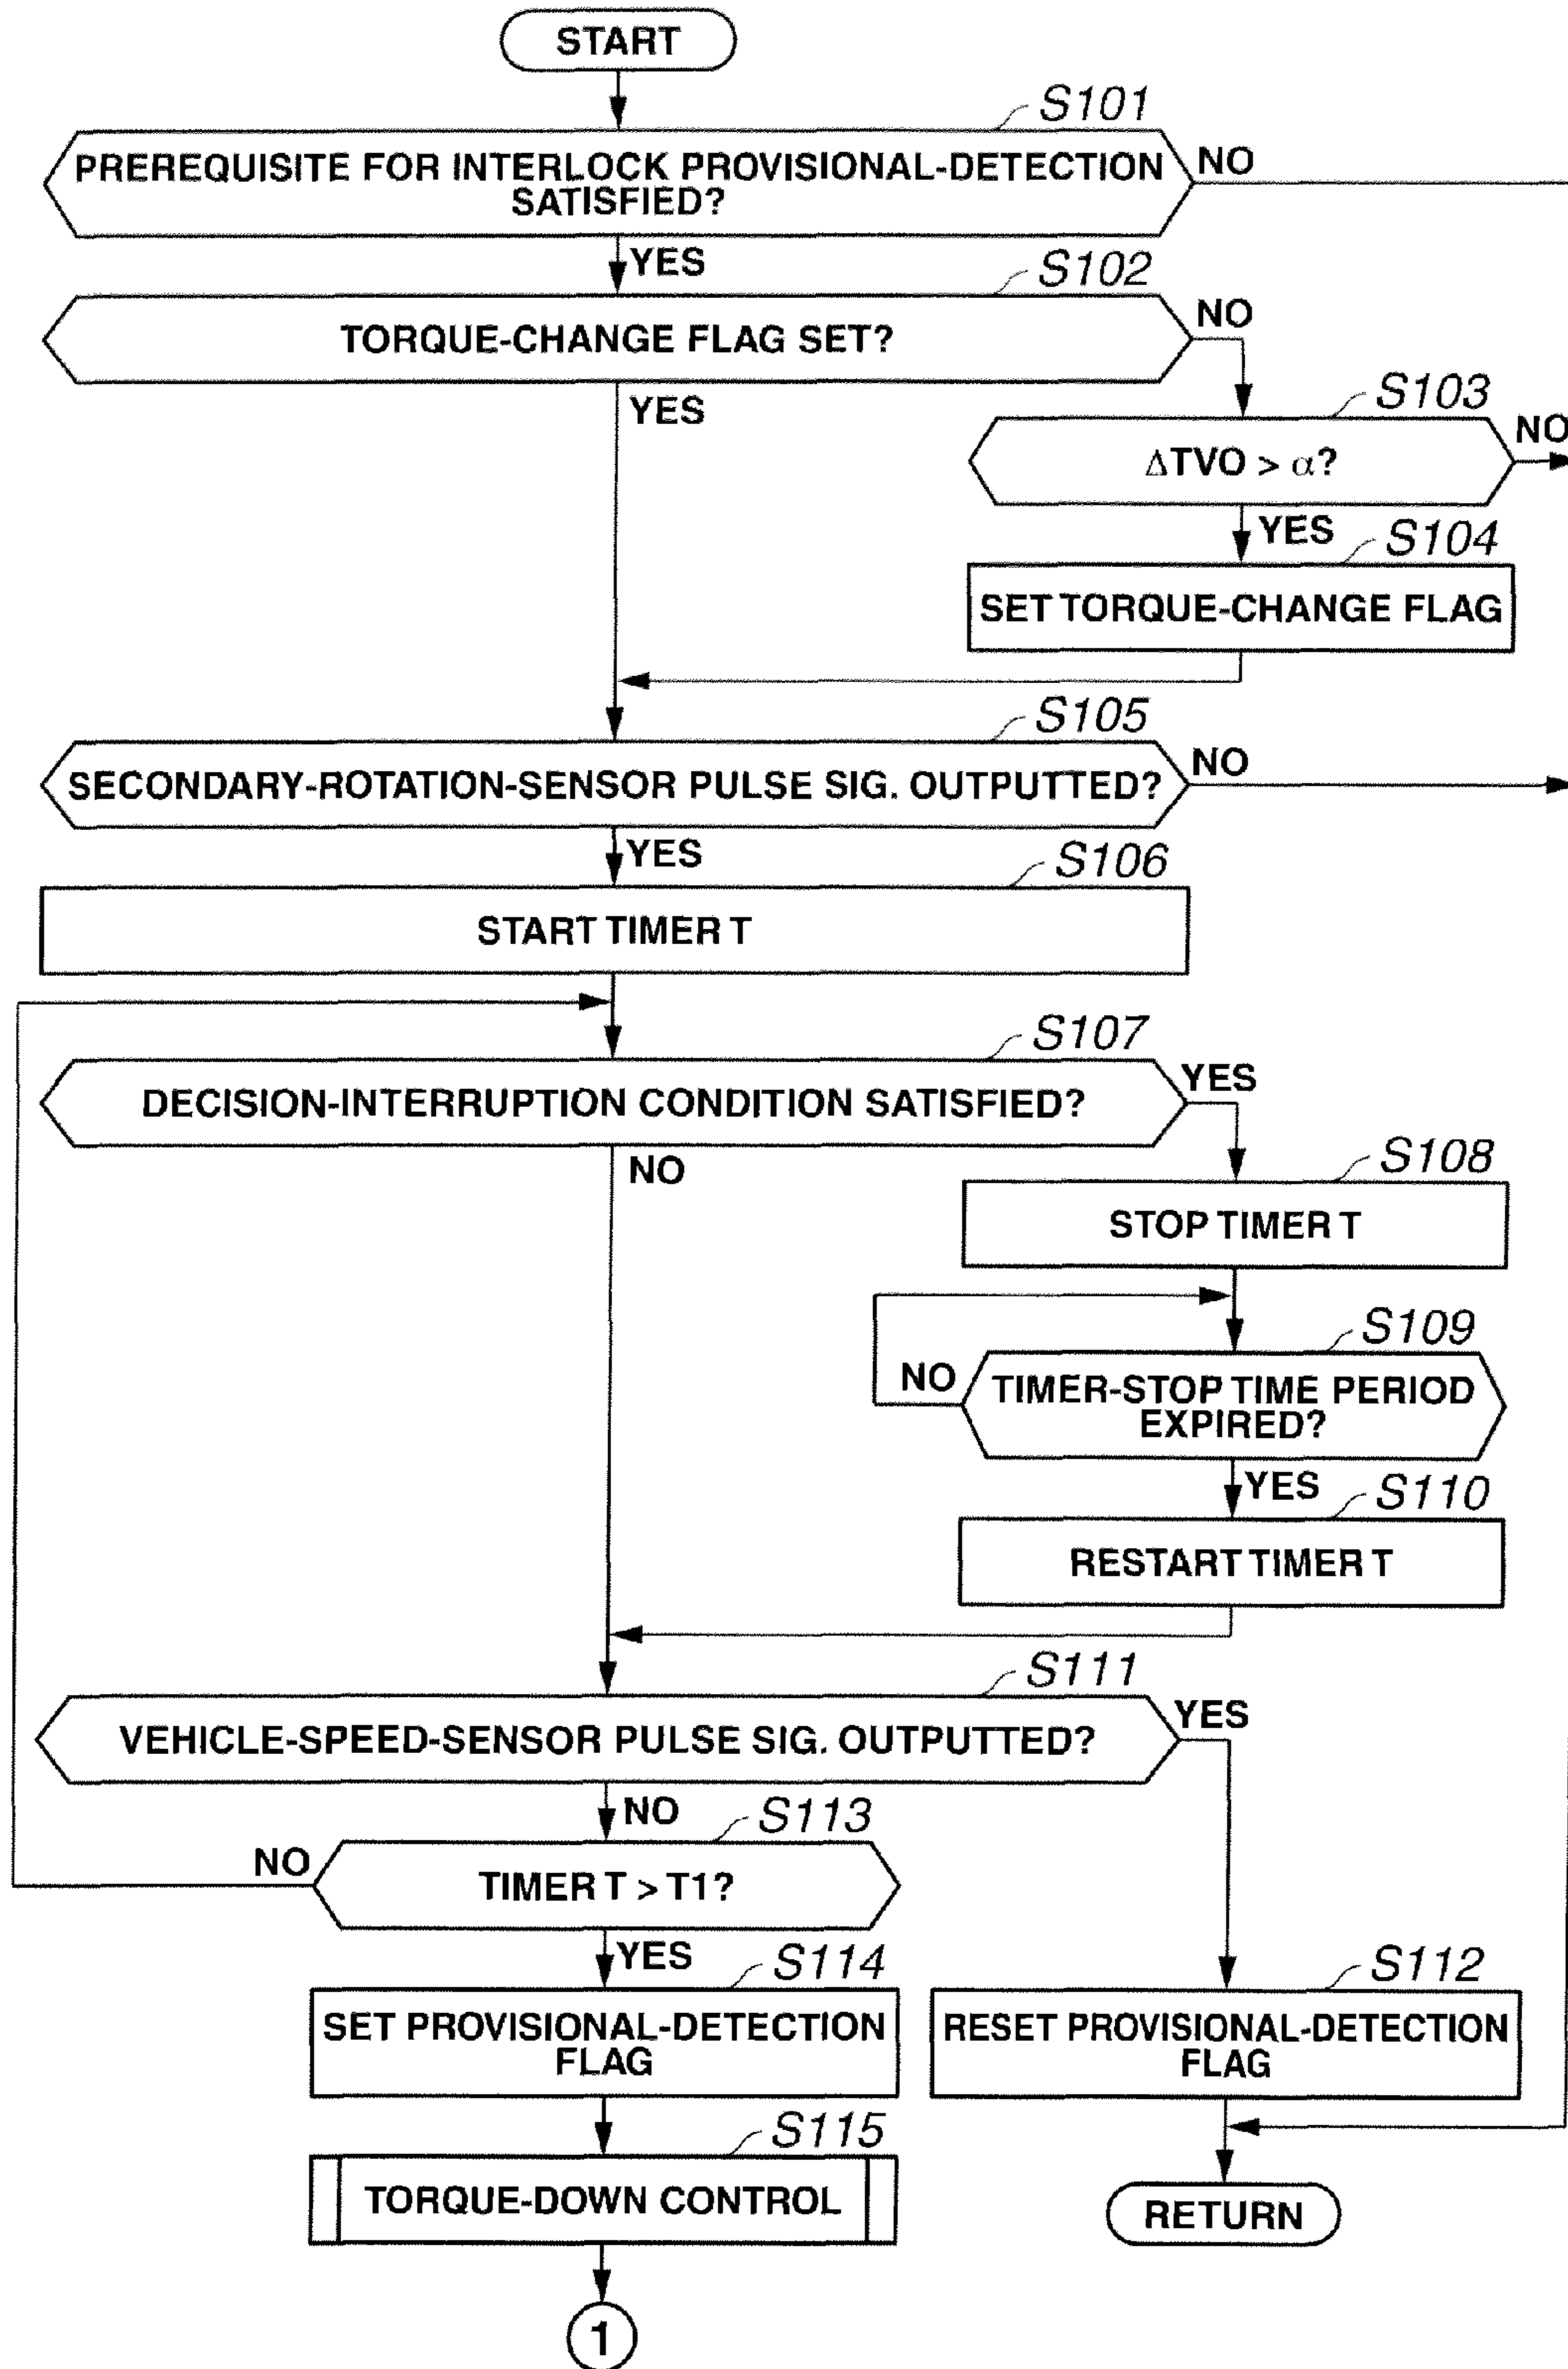 START
S101
PREREQUISITE FOR INTERLOCK PROVISIONAL-DETECTION
SATISFIED?
NO
YES
S102
TORQUE-CHANGE FLAG SET?
NO
YES
S103
ΔTVO > α?
NO
YES
S104
SET TORQUE-CHANGE FLAG
S105
SECONDARY-ROTATION-SENSOR PULSE SIG. OUTPUTTED?
NO
YES
S106
START TIMER T
S107
DECISION-INTERRUPTION CONDITION SATISFIED?
YES
NO
S108
STOP TIMER T
S109
TIMER-STOP TIME PERIOD
EXPIRED?
NO
YES
S110
RESTART TIMER T
S111
VEHICLE-SPEED-SENSOR PULSE SIG. OUTPUTTED?
YES
NO
S113
TIMER T > T1?
NO
YES
S114
SET PROVISIONAL-DETECTION
FLAG
S112
RESET PROVISIONAL-DETECTION
FLAG
S115
TORQUE-DOWN CONTROL
RETURN
1